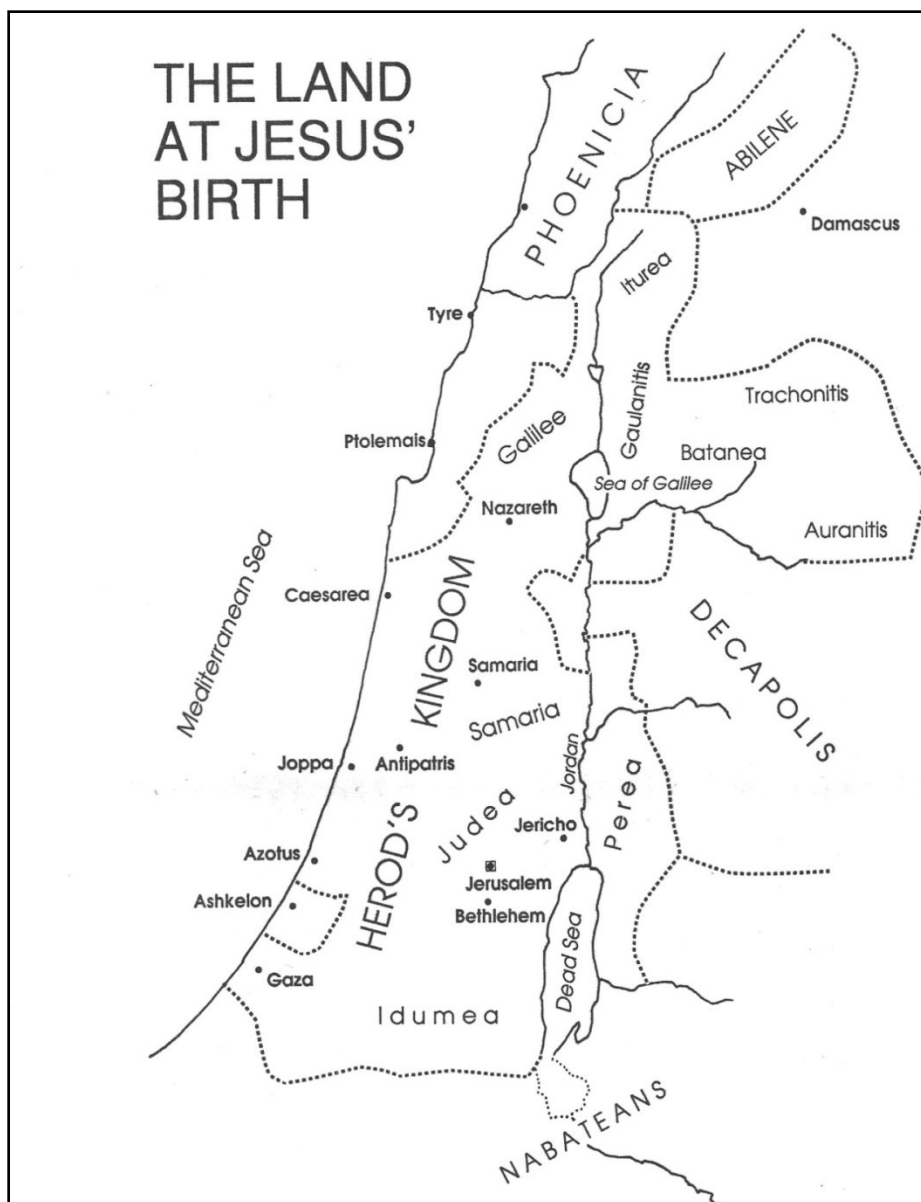 THE LAND
AT JESUS'
BIRTH
PHOENICIA
ABILENE
Damascus
Iturea
Tyre
Trachonitis
Gaulanitis
Galilee
Ptolemais
Batanea
Sea of Galilee
Nazareth
Auranitis
Mediterranean Sea
Caesarea
HEROD'S KINGDOM
DECAPOLIS
Samaria
Samaria
Antipatris
Joppa
Jordan
Perea
Judea
Jericho
Azotus
Jerusalem
Ashkelon
Bethlehem
Dead Sea
Gaza
Idumea
NABATEANS